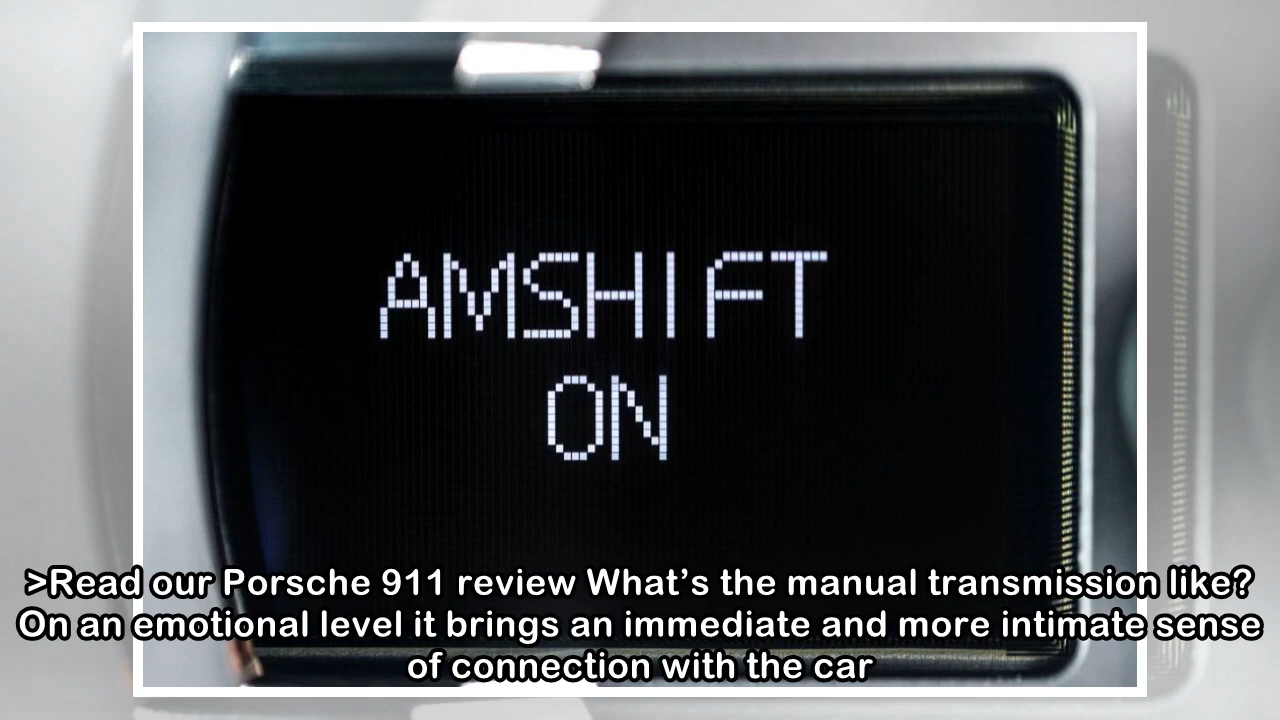 AMSHIFT
ON
>Read our Porsche 911 review What’s the manual transmission like?
On an emotional level it brings an immediate and more intimate sense
of connection with the car